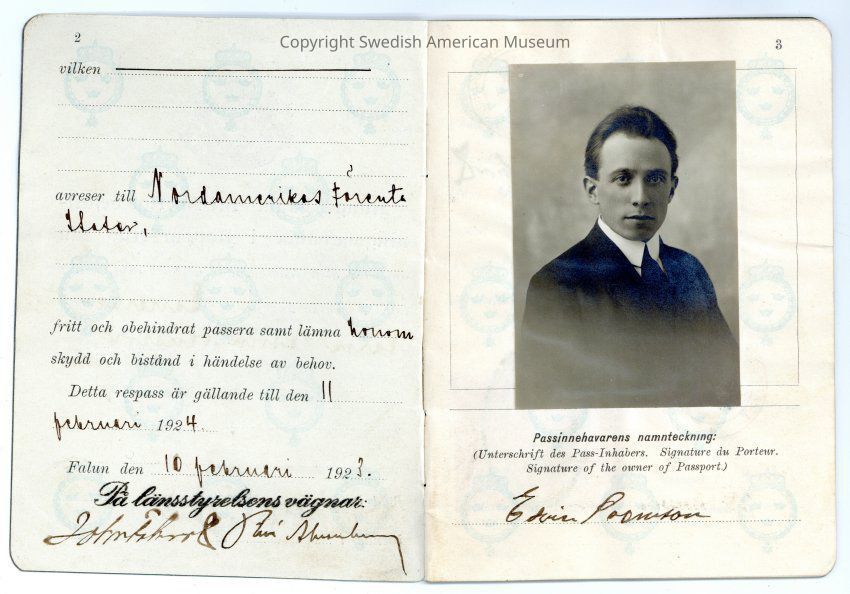 Copyright Swedish American Museum
2
vilken
avreser till Nordamerikas Förenta
Stater,
fritt och obehindrat passera samt lämna honom
skydd och bistånd i händelse av behov.
Detta respass är gällande till den 11
februari 1924.
Falun den 10 februari 1923.
På länsstyrelsens vägnar:
3
Passinnehavarens namnteckning:
(Unterschrift des Pass-Inhabers. Signature du Porteur.
Signature of the owner of Passport.)
Edvin